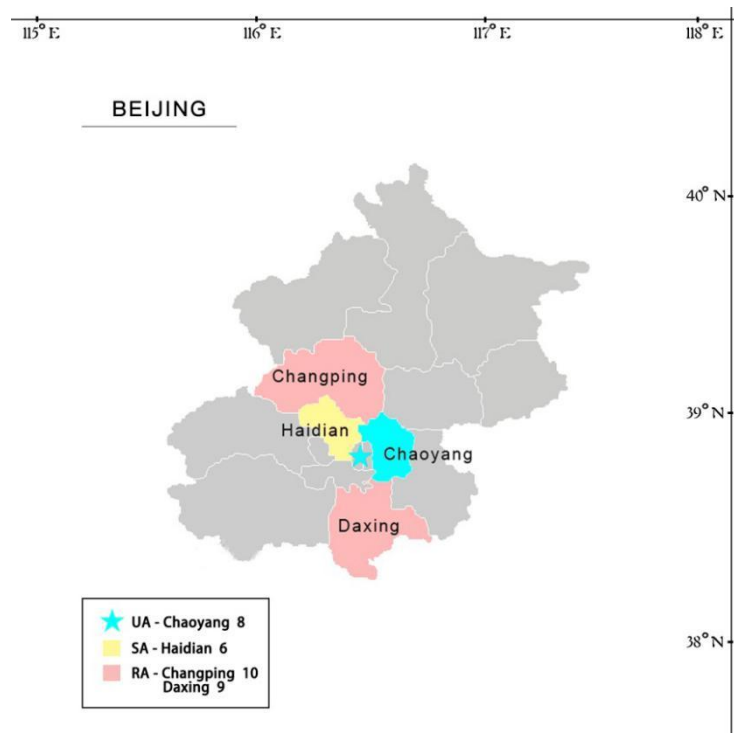 115° E 116° E 117° E 118° E
BEIJING
40° N
Changping
39° N
Haidian
Chaoyang
Daxing
UA - Chaoyang 8
SA - Haidian 6
RA - Changping 10
Daxing 9
38° N